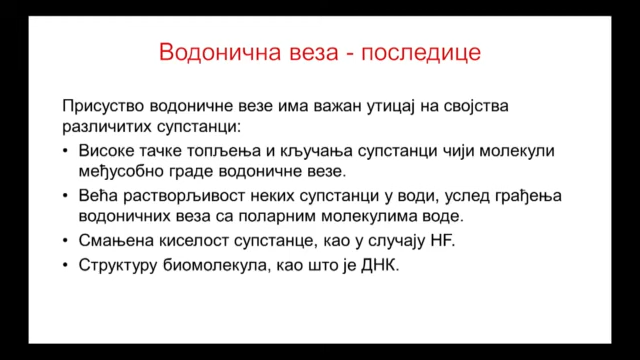 Водонична веза - последице
Присуство водоничне везе има важан утицај на својства
различитих супстанци:
• Високе тачке топљења и кључања супстанци чији молекули
међусобно граде водоничне везе.
• Већа растворљивост неких супстанци у води, услед грађења
водоничних веза са поларним молекулима воде.
• Смањена киселост супстанце, као у случају HF.
• Структуру биомолекула, као што је ДНК.